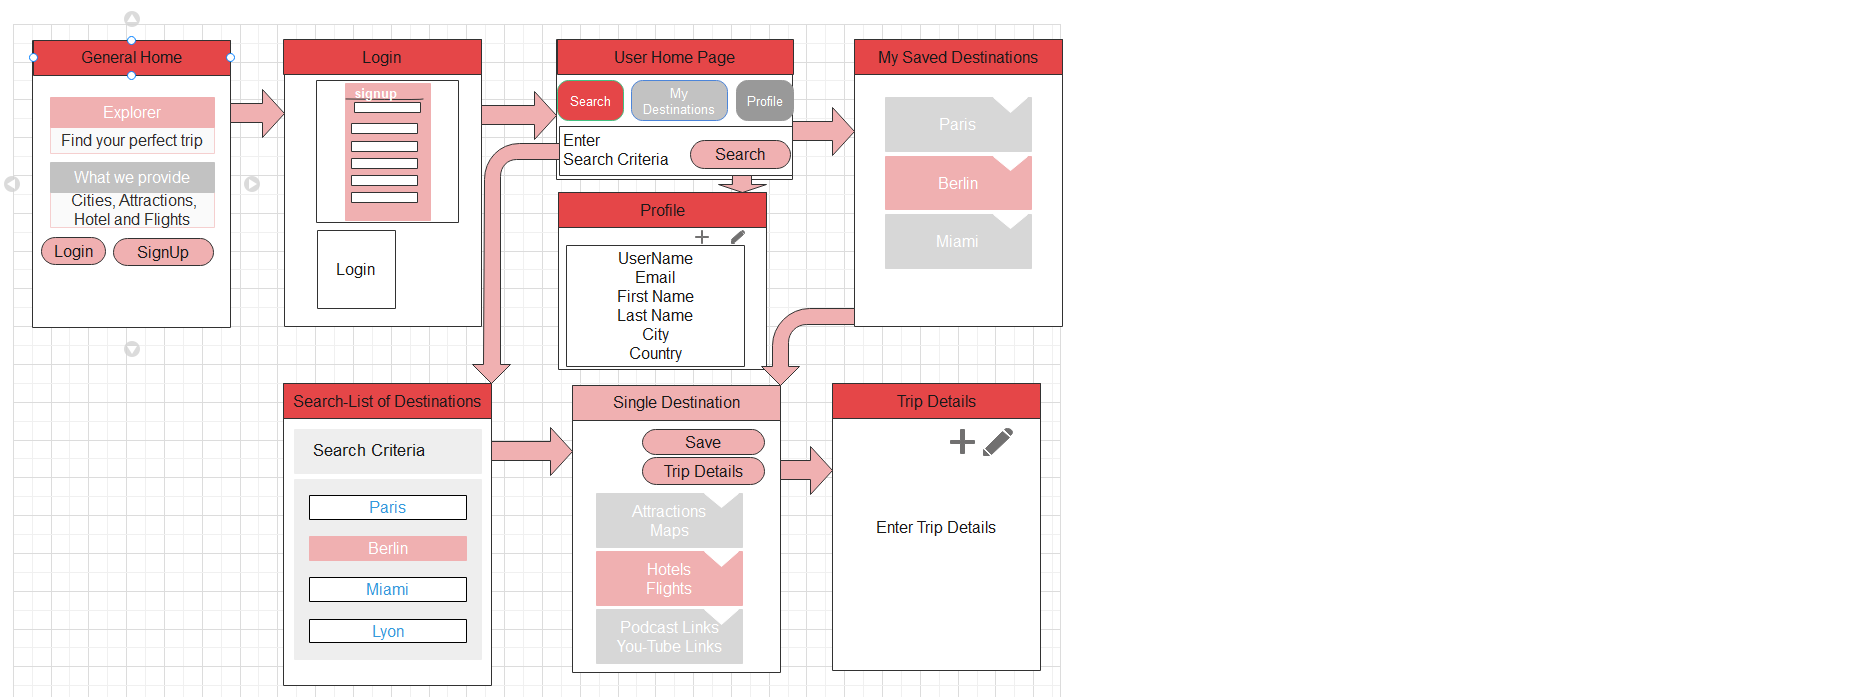 General Home
Explorer
Find your perfect trip
What we provide
Cities, Attractions,
Hotel and Flights
Login
SignUp
Login
signup
Login
User Home Page
Search
My
Destinations
Profile
Enter
Search Criteria
Search
My Saved Destinations
Paris
Berlin
Miami
Profile
UserName
Email
First Name
Last Name
City
Country
Search-List of Destinations
Search Criteria
Paris
Berlin
Miami
Lyon
Single Destination
Save
Trip Details
Attractions
Maps
Hotels
Flights
Podcast Links
You-Tube Links
Trip Details
Enter Trip Details